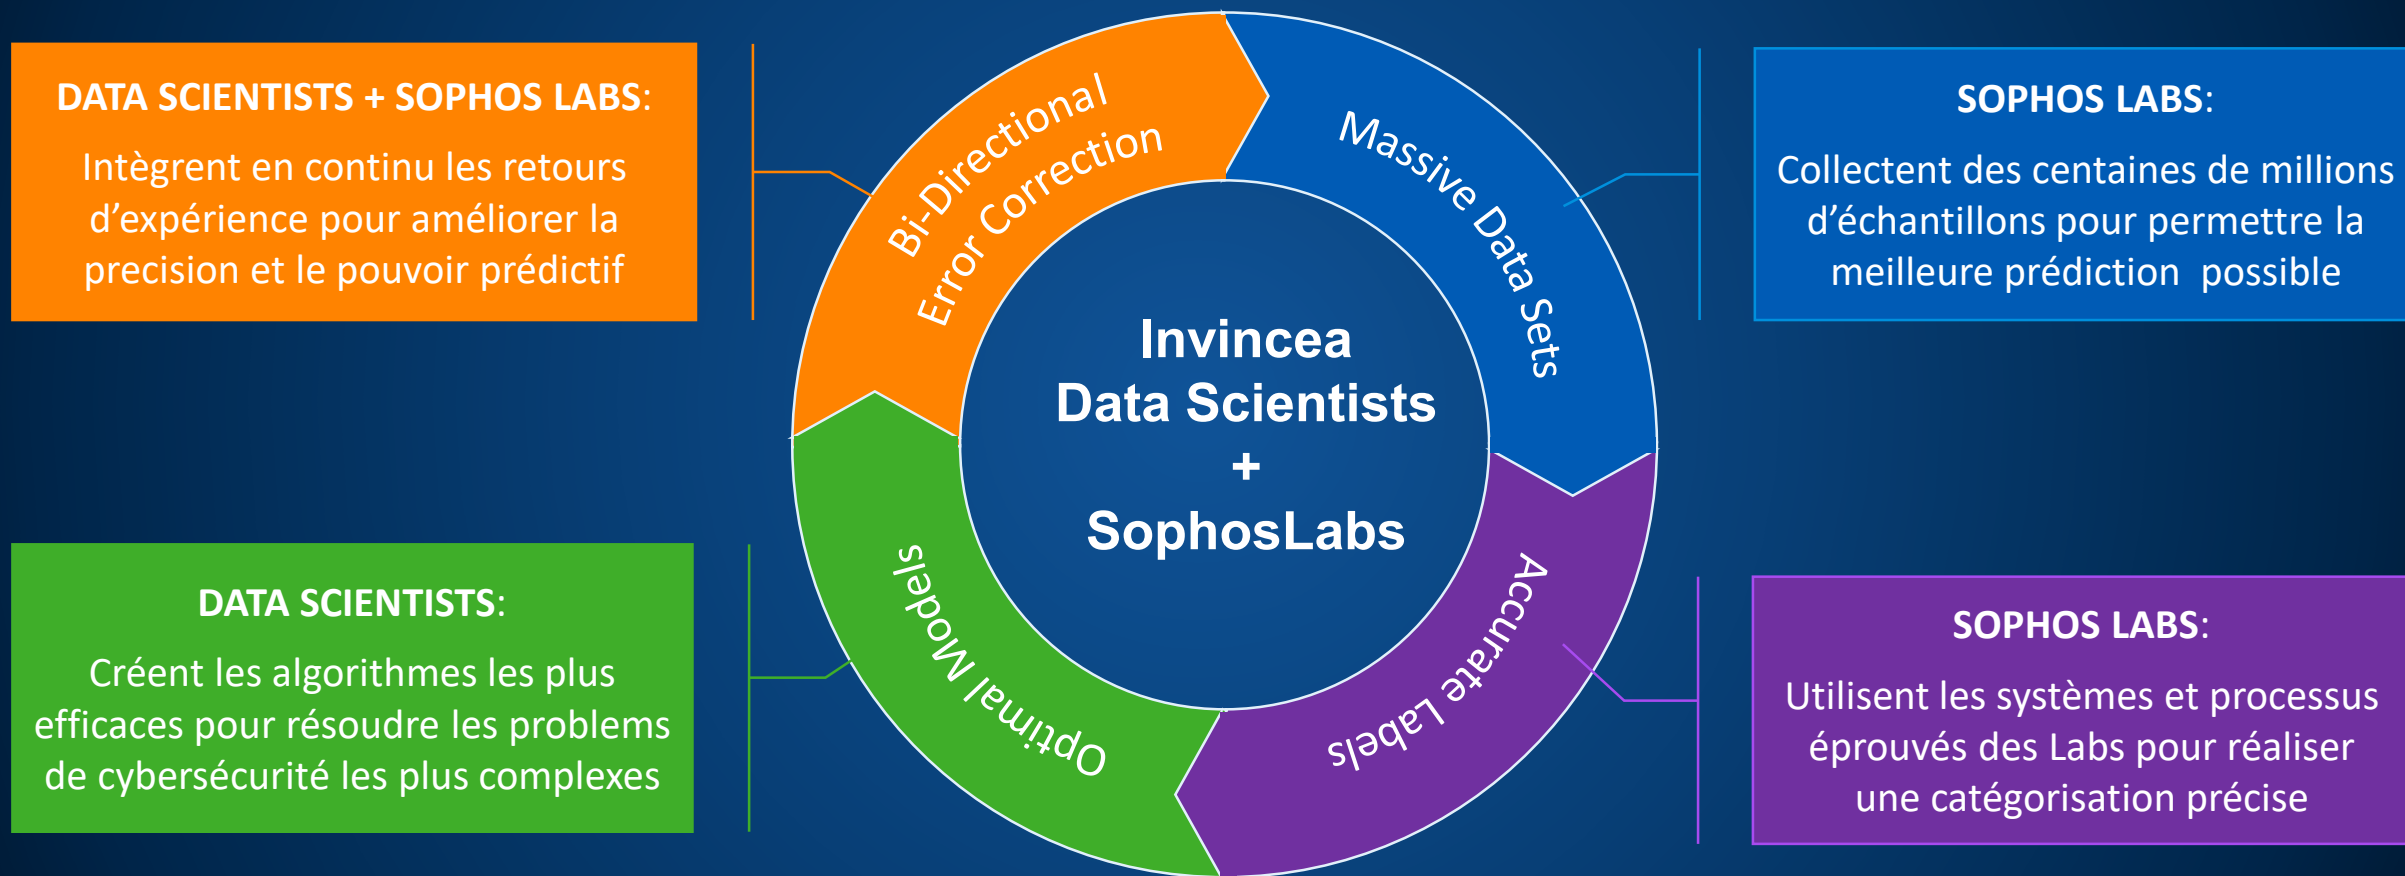 DATA SCIENTISTS + SOPHOS LABS:
Intègrent en continu les retours
d’expérience pour améliorer la
precision et le pouvoir prédictif
Bi-Directional
Error Correction
Massive Data Sets
SOPHOS LABS:
Collectent des centaines de millions
d’échantillons pour permettre la
meilleure prédiction possible
Invincea
Data Scientists
+
SophosLabs
DATA SCIENTISTS:
Créent les algorithmes les plus
efficaces pour résoudre les problems
de cybersécurité les plus complexes
Optimal Models
Accurate Labels
SOPHOS LABS:
Utilisent les systèmes et processus
éprouvés des Labs pour réaliser
une catégorisation précise